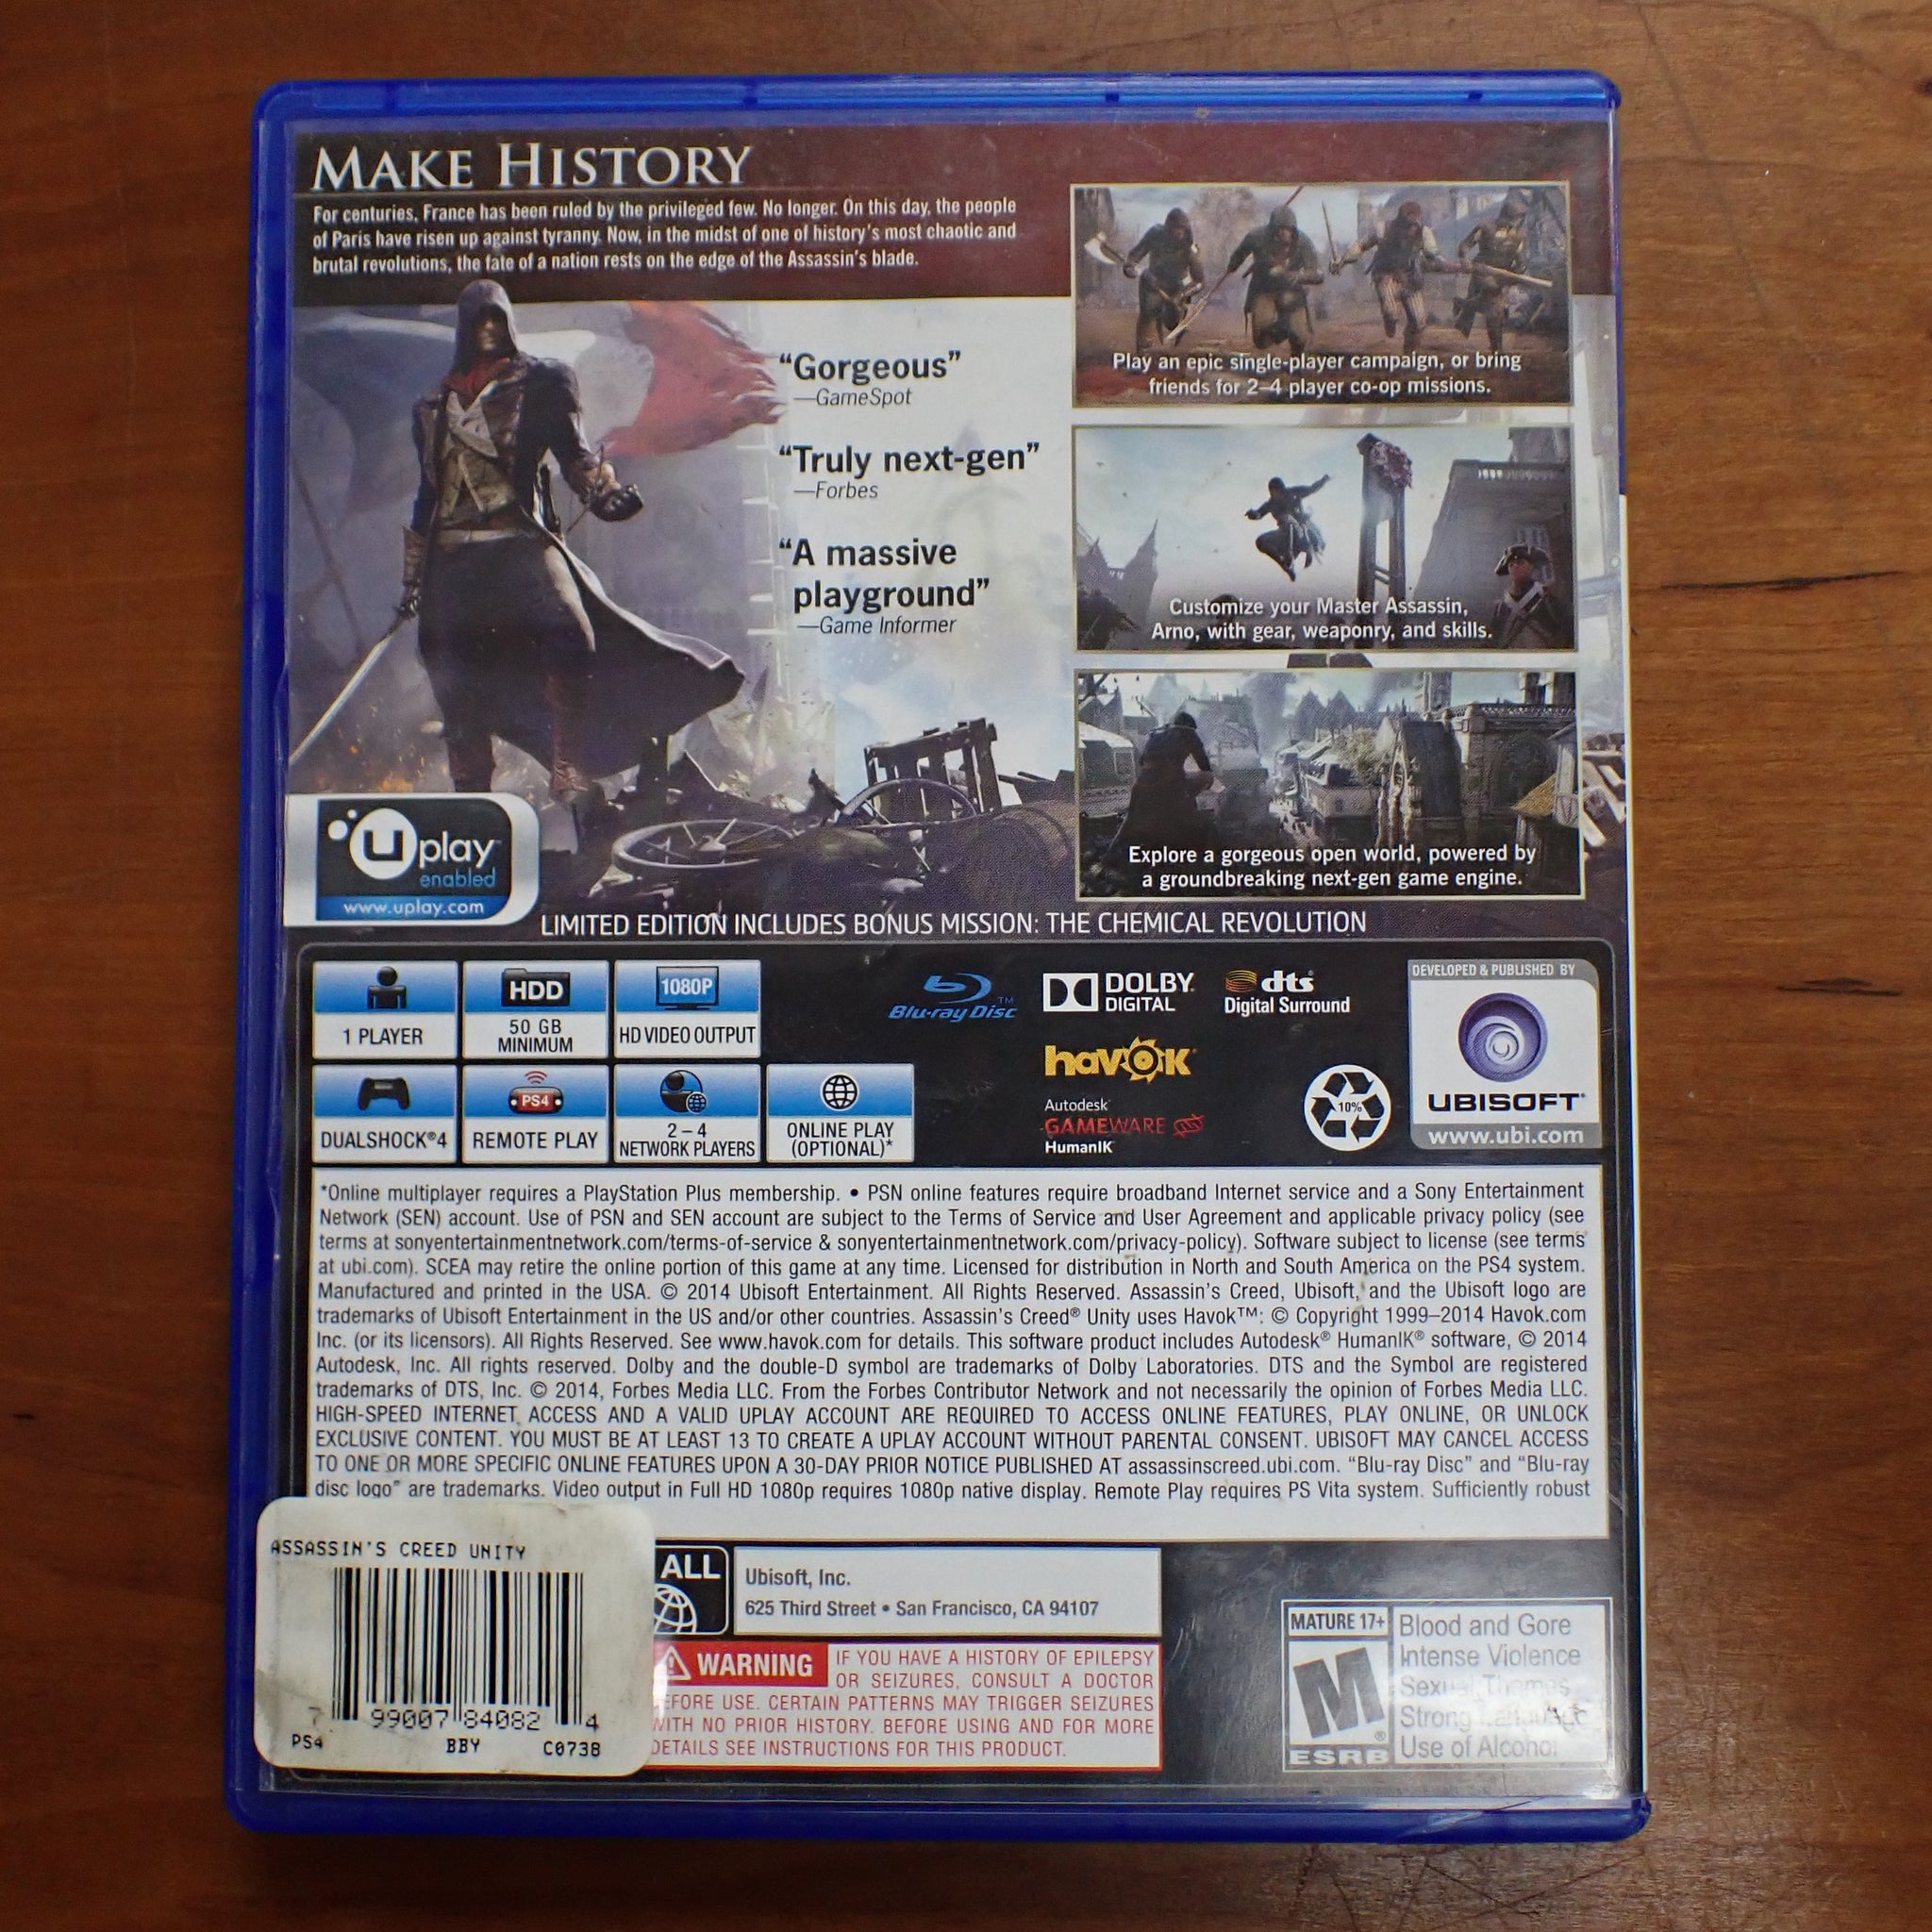 MAKE HISTORY
For centuries, France has been ruled by the privileged few. No longer. On this day, the people
of Paris have risen up against tyranny. Now, in the midst of one of history's most chaotic and
brutal revolutions, the fate of a nation rests on the edge of the Assassin's blade.
“Gorgeous”
—GameSpot
“Truly next-gen”
—Forbes
“A massive
playground”
—Game Informer
Play an epic single-player campaign, or bring
friends for 2–4 player co-op missions.
Customize your Master Assassin,
Arno, with gear, weaponry, and skills.
Explore a gorgeous open world, powered by
a groundbreaking next-gen game engine.
Uplay
enabled
www.uplay.com
LIMITED EDITION INCLUDES BONUS MISSION: THE CHEMICAL REVOLUTION
1 PLAYER
HDD
50 GB
MINIMUM
1080P
HD VIDEO OUTPUT
DUALSHOCK®4
PS4
REMOTE PLAY
2 – 4
NETWORK PLAYERS
ONLINE PLAY
(OPTIONAL)*
Blu-ray Disc™
DOLBY
DIGITAL
dts
Digital Surround
havok
Autodesk
GAMEWARE
HumanIK
10%
DEVELOPED & PUBLISHED BY
UBISOFT
www.ubi.com
*Online multiplayer requires a PlayStation Plus membership. • PSN online features require broadband Internet service and a Sony Entertainment
Network (SEN) account. Use of PSN and SEN account are subject to the Terms of Service and User Agreement and applicable privacy policy (see
terms at sonyentertainmentnetwork.com/terms-of-service & sonyentertainmentnetwork.com/privacy-policy). Software subject to license (see terms
at ubi.com). SCEA may retire the online portion of this game at any time. Licensed for distribution in North and South America on the PS4 system.
Manufactured and printed in the USA. © 2014 Ubisoft Entertainment. All Rights Reserved. Assassin's Creed, Ubisoft, and the Ubisoft logo are
trademarks of Ubisoft Entertainment in the US and/or other countries. Assassin's Creed® Unity uses Havok™: © Copyright 1999–2014 Havok.com
Inc. (or its licensors). All Rights Reserved. See www.havok.com for details. This software product includes Autodesk® HumanIK® software, © 2014
Autodesk, Inc. All rights reserved. Dolby and the double-D symbol are trademarks of Dolby Laboratories. DTS and the Symbol are registered
trademarks of DTS, Inc. © 2014, Forbes Media LLC. From the Forbes Contributor Network and not necessarily the opinion of Forbes Media LLC.
HIGH-SPEED INTERNET ACCESS AND A VALID UPLAY ACCOUNT ARE REQUIRED TO ACCESS ONLINE FEATURES, PLAY ONLINE, OR UNLOCK
EXCLUSIVE CONTENT. YOU MUST BE AT LEAST 13 TO CREATE A UPLAY ACCOUNT WITHOUT PARENTAL CONSENT. UBISOFT MAY CANCEL ACCESS
TO ONE OR MORE SPECIFIC ONLINE FEATURES UPON A 30-DAY PRIOR NOTICE PUBLISHED AT assassinscreed.ubi.com. “Blu-ray Disc” and “Blu-ray
disc logo” are trademarks. Video output in Full HD 1080p requires 1080p native display. Remote Play requires PS Vita system. Sufficiently robust
ASSASSIN'S CREED UNITY
7 99007 84082 4
PS4 BBY C0738
ALL
Ubisoft, Inc.
625 Third Street • San Francisco, CA 94107
WARNING IF YOU HAVE A HISTORY OF EPILEPSY
OR SEIZURES, CONSULT A DOCTOR
EFORE USE. CERTAIN PATTERNS MAY TRIGGER SEIZURES
WITH NO PRIOR HISTORY. BEFORE USING AND FOR MORE
DETAILS SEE INSTRUCTIONS FOR THIS PRODUCT.
MATURE 17+
M
ESRB
Blood and Gore
Intense Violence
Sexual Themes
Strong Language
Use of Alcohol